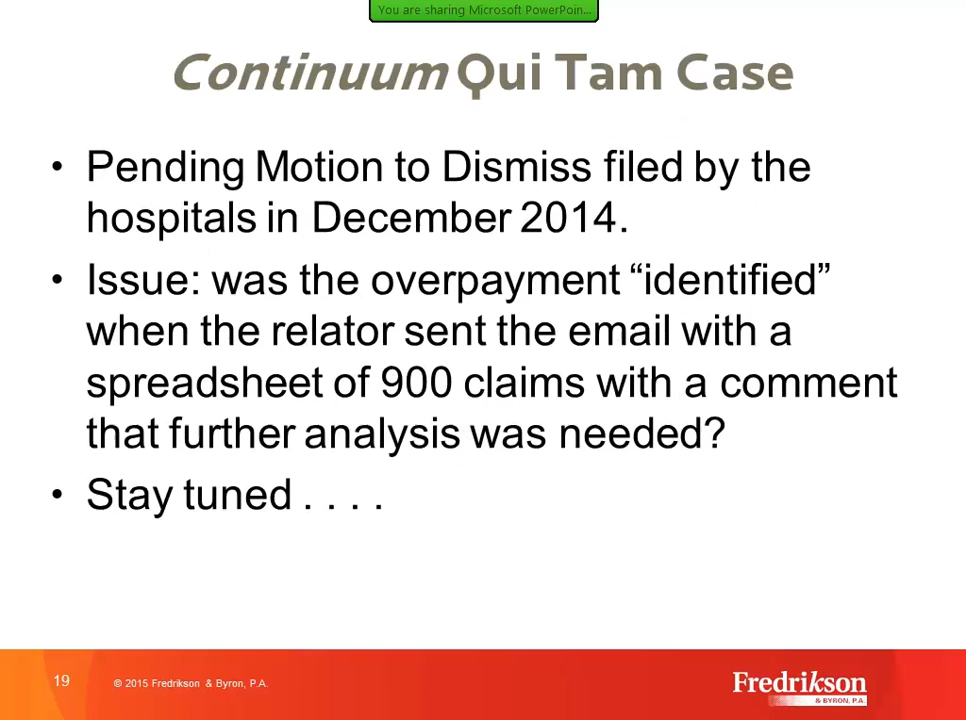 You are sharing Microsoft PowerPoin...
Continuum Qui Tam Case
• Pending Motion to Dismiss filed by the
hospitals in December 2014.
• Issue: was the overpayment “identified”
when the relator sent the email with a
spreadsheet of 900 claims with a comment
that further analysis was needed?
• Stay tuned . . . .
19
© 2015 Fredrikson & Byron, P.A.
Fredrikson
& BYRON, P.A.